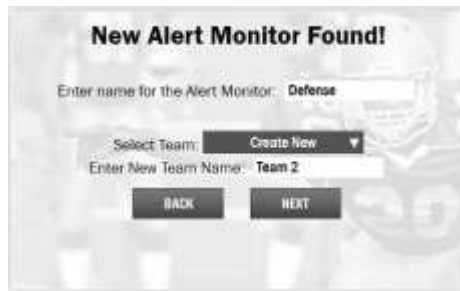 New Alert Monitor Found!
Enter name for the Alert Monitor: Defense
Select Team: Create New
Enter New Team Name: Team 2
BACK NEXT